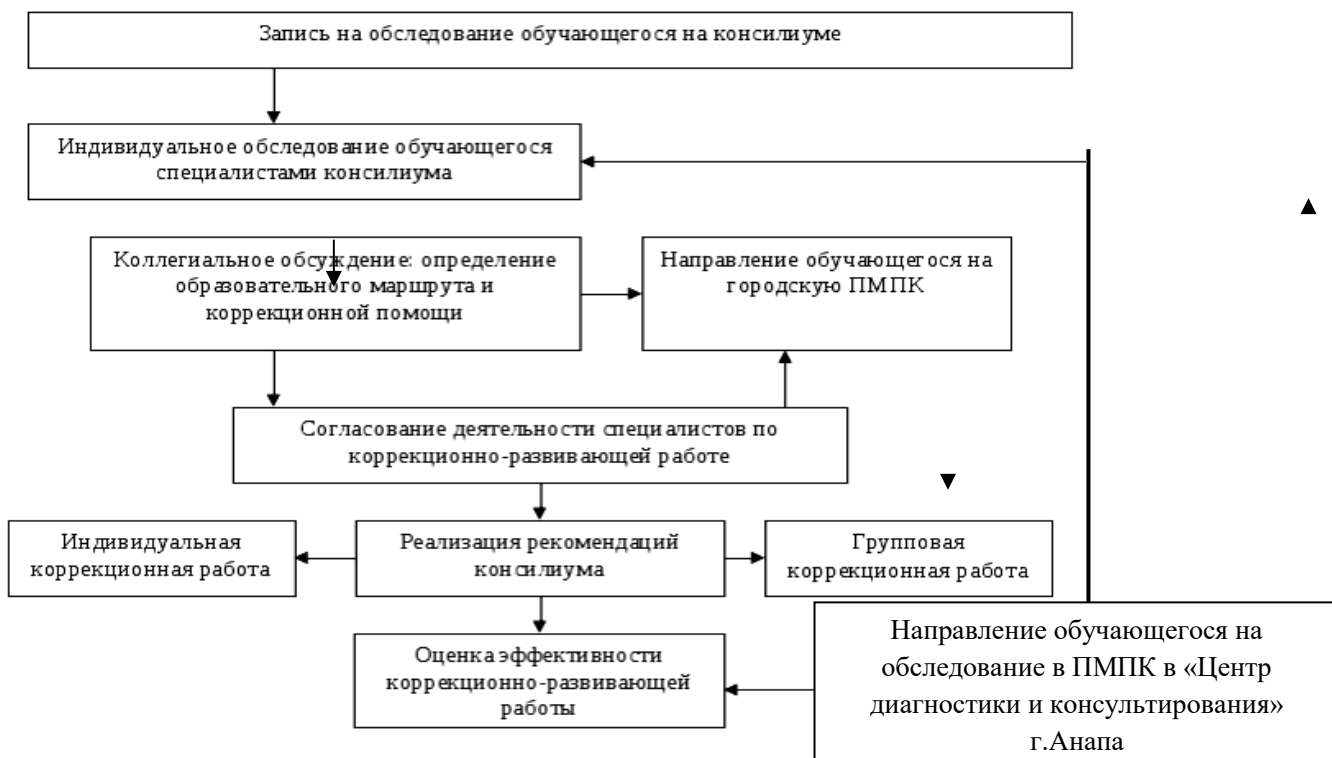 Запись на обследование обучающегося на консилиуме
Индивидуальное обследование обучающегося
специалистами консилиума
Коллегиальное обсуждение: определение
образовательного маршрута и
коррекционной помощи
Направление обучающегося на
городскую ПМПК
Согласование деятельности специалистов по
коррекционно-развивающей работе
Индивидуальная
коррекционная работа
Реализация рекомендаций
консилиума
Групповая
коррекционная работа
Оценка эффективности
коррекционно-развивающей
работы
Направление обучающегося на
обследование в ПМПК в «Центр
диагностики и консультирования»
г.Анапа